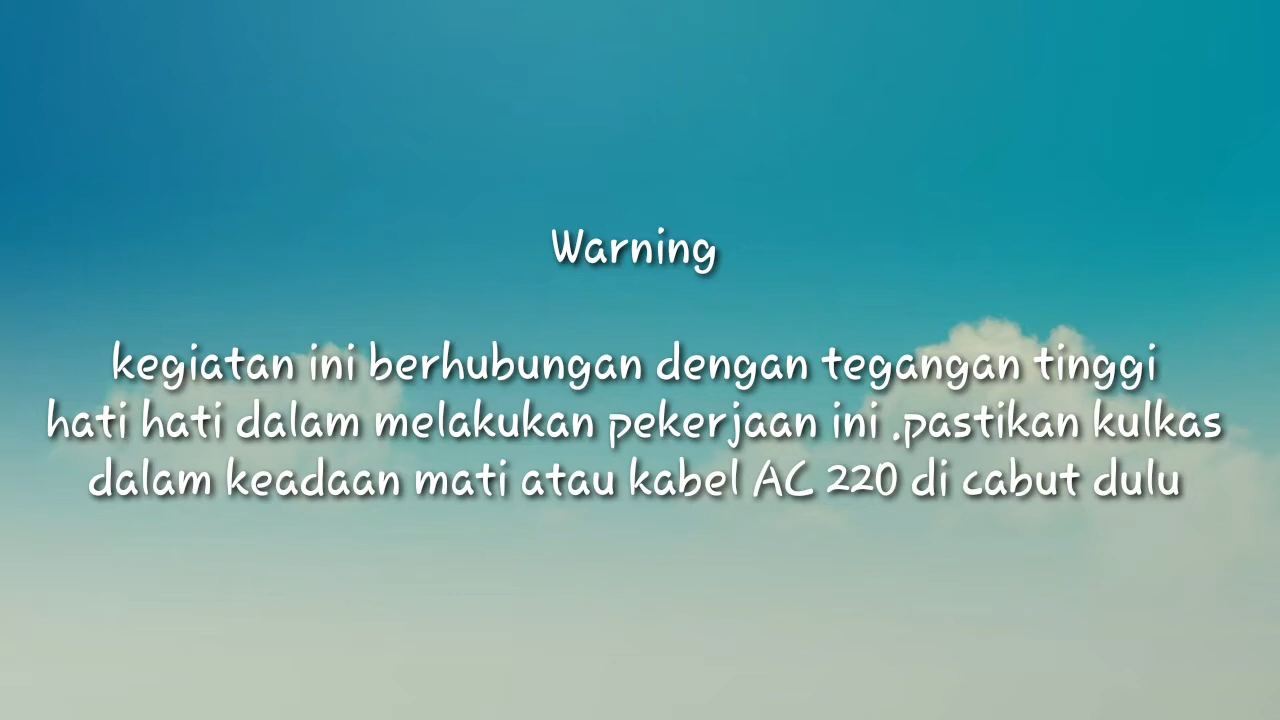 Warning
kegiatan ini berhubungan dengan tegangan tinggi
hati hati dalam melakukan pekerjaan ini .pastikan kulkas
dalam keadaan mati atau kabel AC 220 di cabut dulu